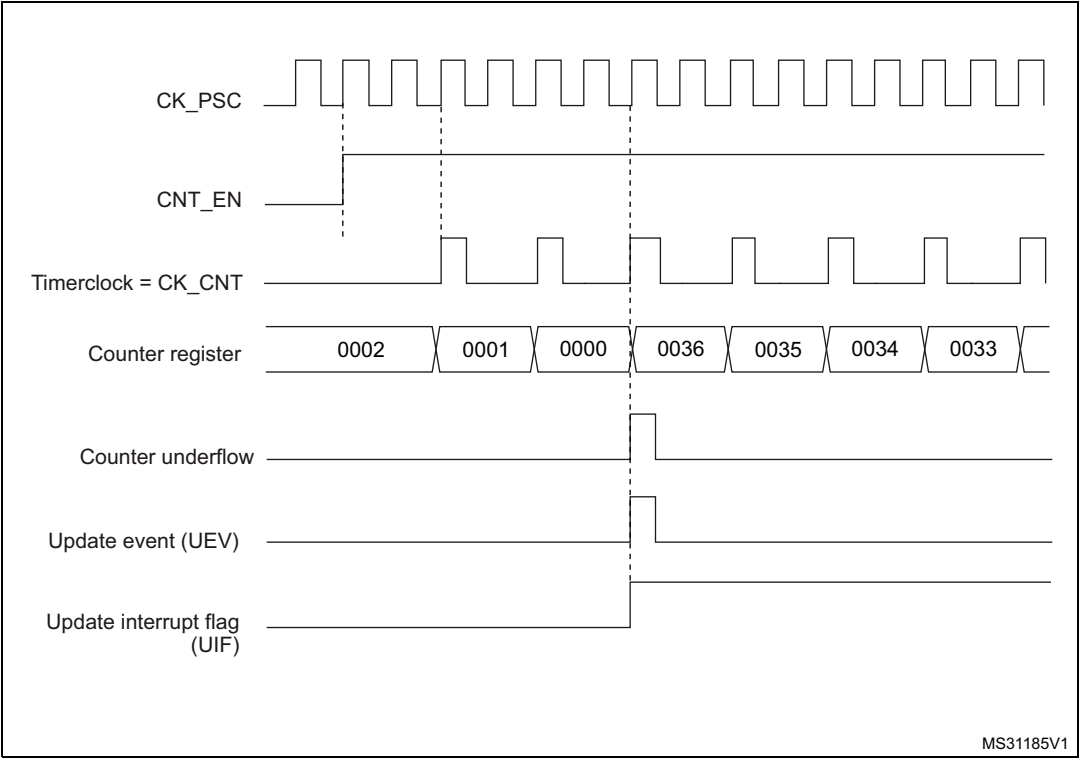 CK_PSC
CNT_EN
Timerclock = CK_CNT
Counter register
0002 0001 0000 0036 0035 0034 0033
Counter underflow
Update event (UEV)
Update interrupt flag
(UIF)
MS31185V1